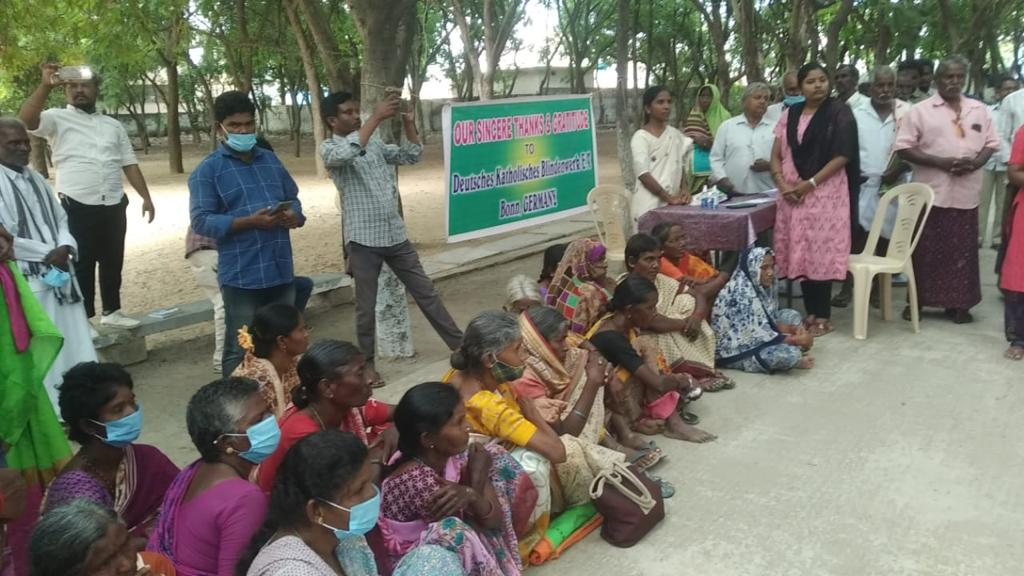 OUR SINCERE THANKS & GRATITUDE
TO
Deutsches Katholisches Blindenwerk E.V.
Bonn, GERMANY